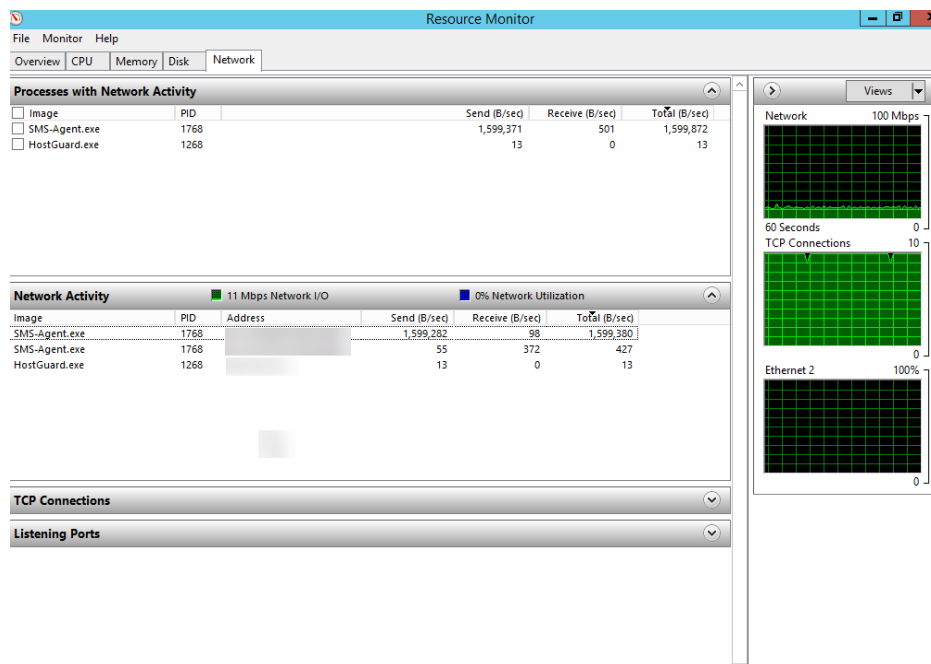 Resource Monitor
File Monitor Help
Overview CPU Memory Disk Network
Processes with Network Activity
Image PID Send (B/sec) Receive (B/sec) Total (B/sec)
SMS-Agent.exe 1768 1,599,371 501 1,599,872
HostGuard.exe 1268 13 0 13
Network Activity 11 Mbps Network I/O 0% Network Utilization
Image PID Address Send (B/sec) Receive (B/sec) Total (B/sec)
SMS-Agent.exe 1768 1,599,282 98 1,599,380
SMS-Agent.exe 1768 55 372 427
HostGuard.exe 1268 13 0 13
TCP Connections
Listening Ports
Views
Network 100 Mbps
60 Seconds 0
TCP Connections 10
0
Ethernet 2 100%
0